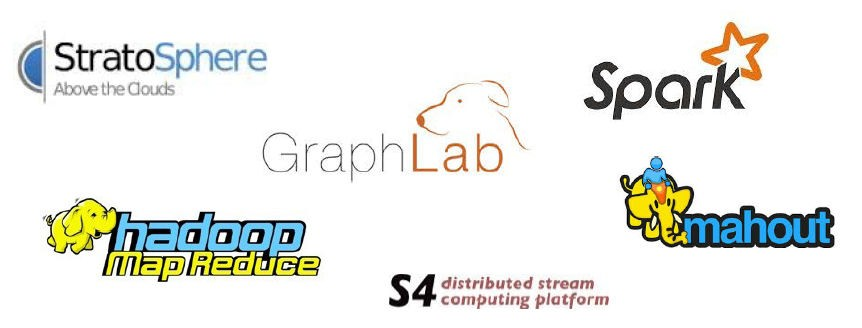 StratoSphere
Above the Clouds
Spark
GraphLab
hadoop
Map Reduce
mahout
S4 distributed stream
computing platform